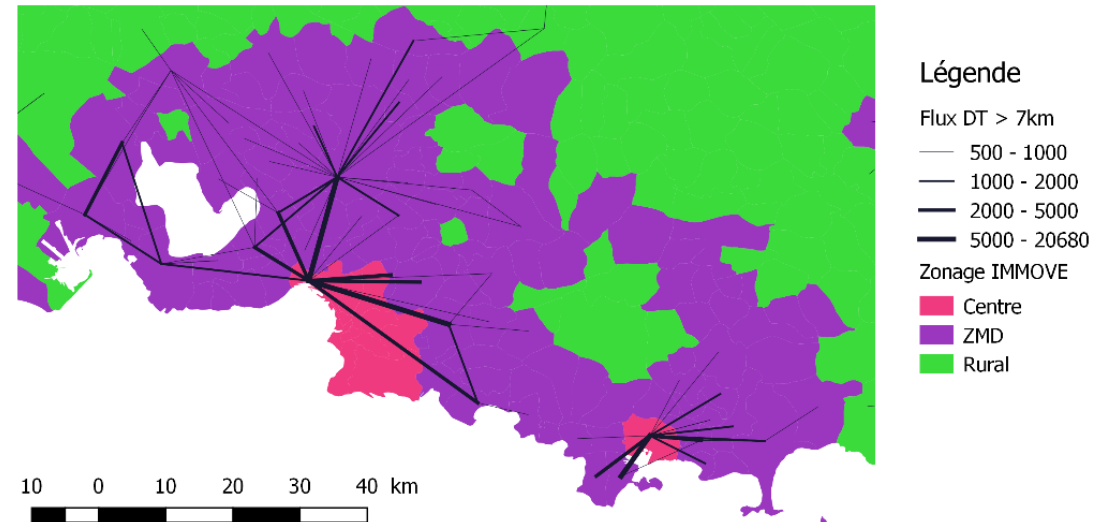 Légende
Flux DT > 7km
500 - 1000
1000 - 2000
2000 - 5000
5000 - 20680
Zonage IMMOVE
Centre
ZMD
Rural
10 0 10 20 30 40 km